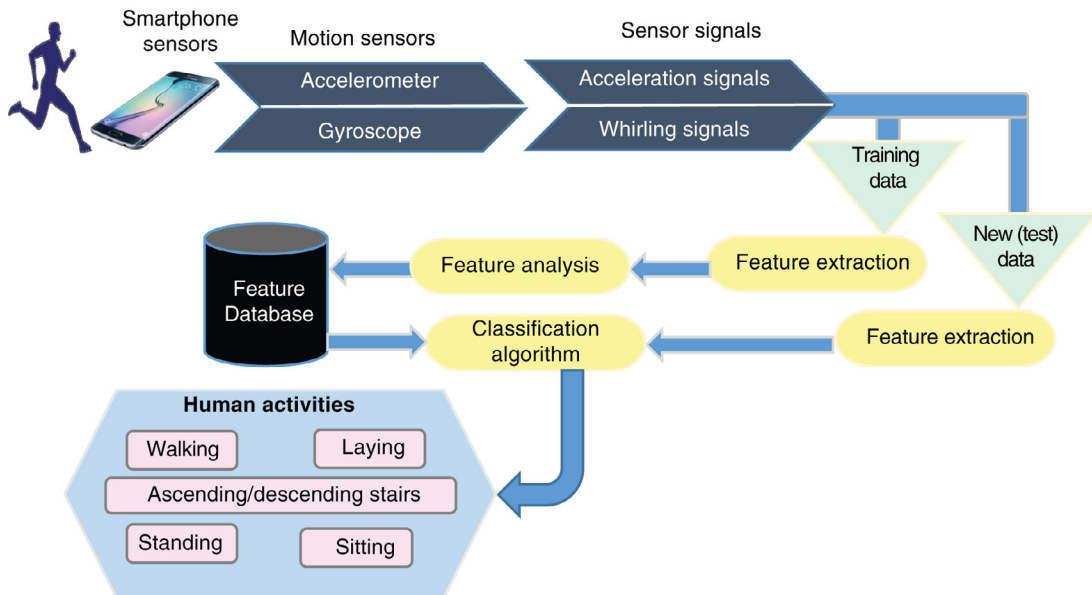 Smartphone
sensors
Motion sensors
Sensor signals
Accelerometer
Gyroscope
Acceleration signals
Whirling signals
Training
data
New (test)
data
Feature extraction
Feature analysis
Feature
Database
Classification
algorithm
Feature extraction
Human activities
Walking
Laying
Ascending/descending stairs
Standing
Sitting